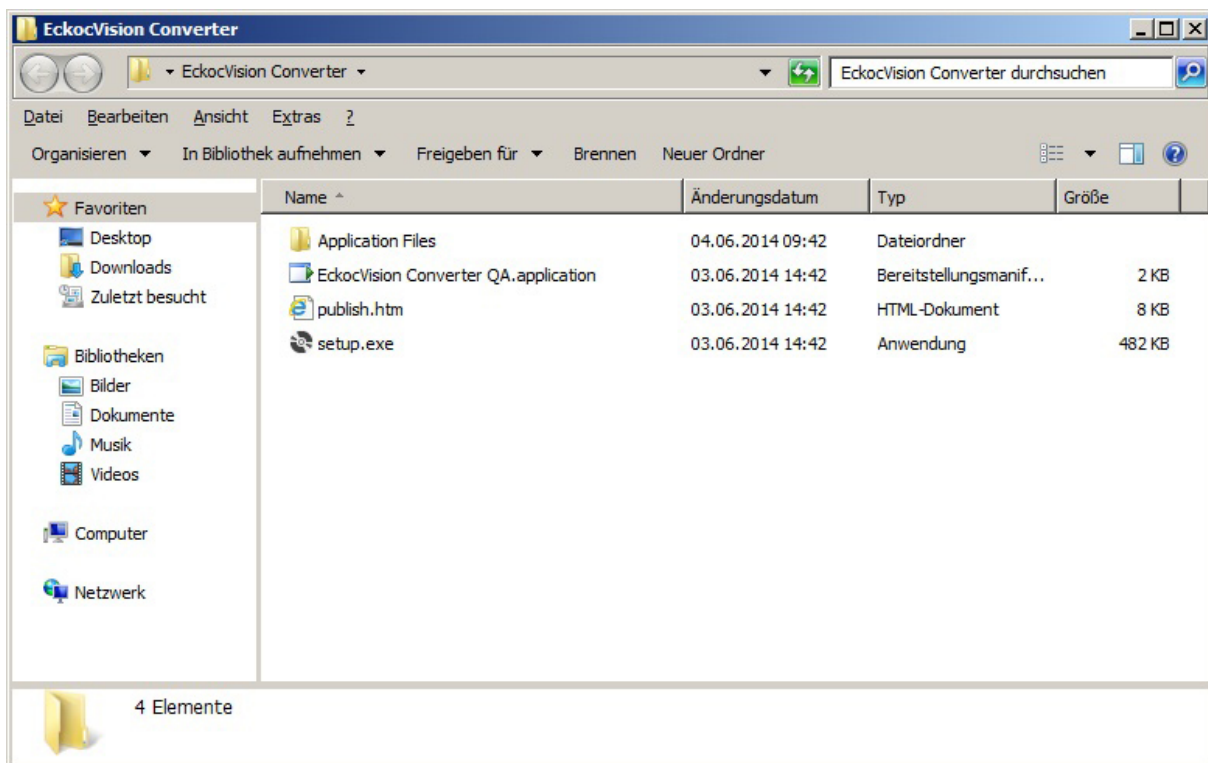 EckocVision Converter
EckocVision Converter
EckocVision Converter durchsuchen
Datei Bearbeiten Ansicht Extras ?
Organisieren In Bibliothek aufnehmen Freigeben für Brennen Neuer Ordner
Name Änderungsdatum Typ Größe
Favoriten
Desktop
Downloads
Zuletzt besucht
Bibliotheken
Bilder
Dokumente
Musik
Videos
Computer
Netzwerk
Application Files 04.06.2014 09:42 Dateiordner
EckocVision Converter QA.application 03.06.2014 14:42 Bereitstellungsmanif... 2 KB
publish.htm 03.06.2014 14:42 HTML-Dokument 8 KB
setup.exe 03.06.2014 14:42 Anwendung 482 KB
4 Elemente